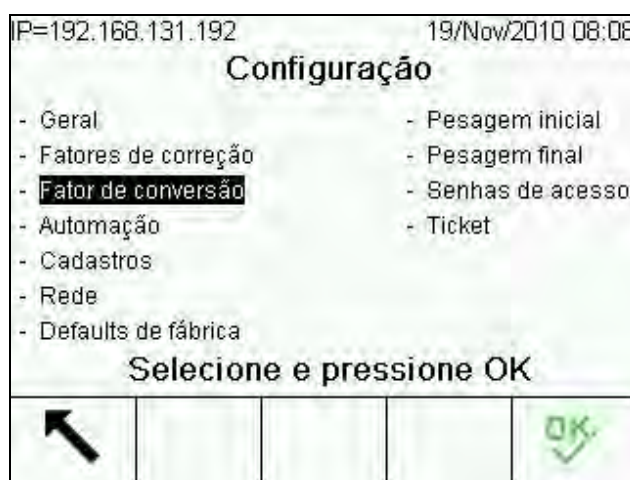 IP=192.168.131.192 19/Nov/2010 08:08
Configuração
- Geral
- Fatores de correção
- Fator de conversão
- Automação
- Cadastros
- Rede
- Defaults de fábrica
- Pesagem inicial
- Pesagem final
- Senhas de acesso
- Ticket
Selecione e pressione OK
OK